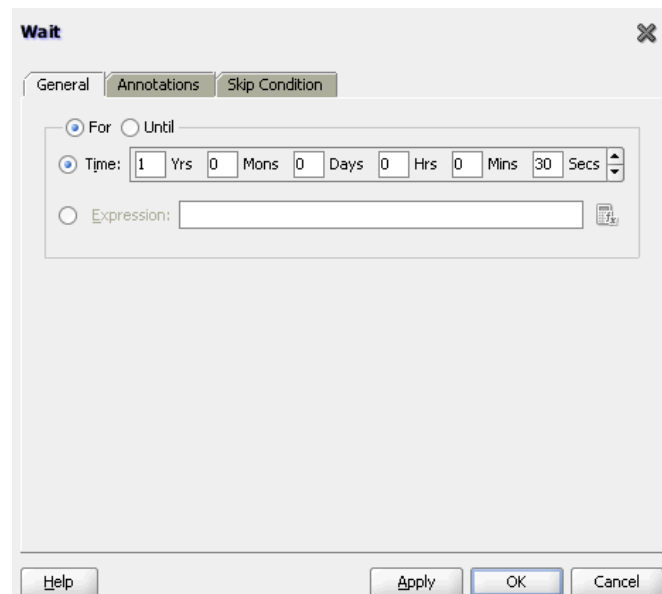 Wait
General Annotations Skip Condition
For Until
Time: 1 Yrs 0 Mons 0 Days 0 Hrs 0 Mins 30 Secs
Expression:
Help Apply OK Cancel